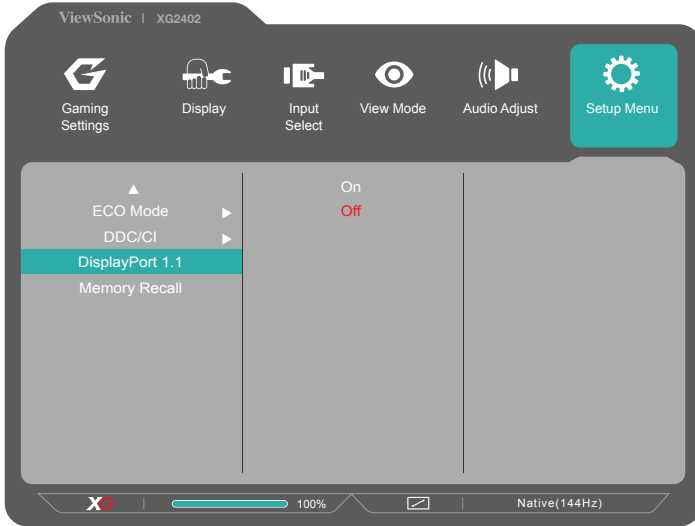 ViewSonic | XG2402
Gaming Settings
Display
Input Select
View Mode
Audio Adjust
Setup Menu
ECO Mode
DDC/CI
DisplayPort 1.1
Memory Recall
On
Off
XG
100%
Native(144Hz)